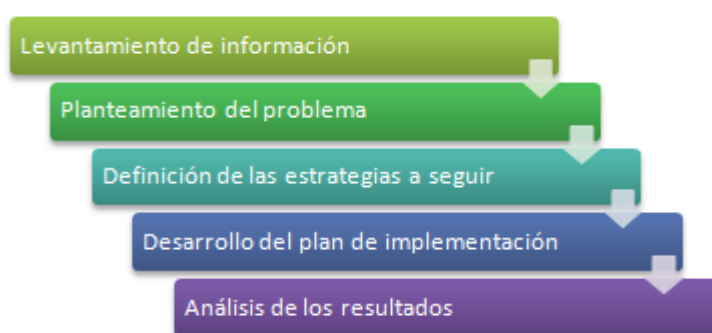 Levantamiento de información
Planteamiento del problema
Definición de las estrategias a seguir
Desarrollo del plan de implementación
Análisis de los resultados